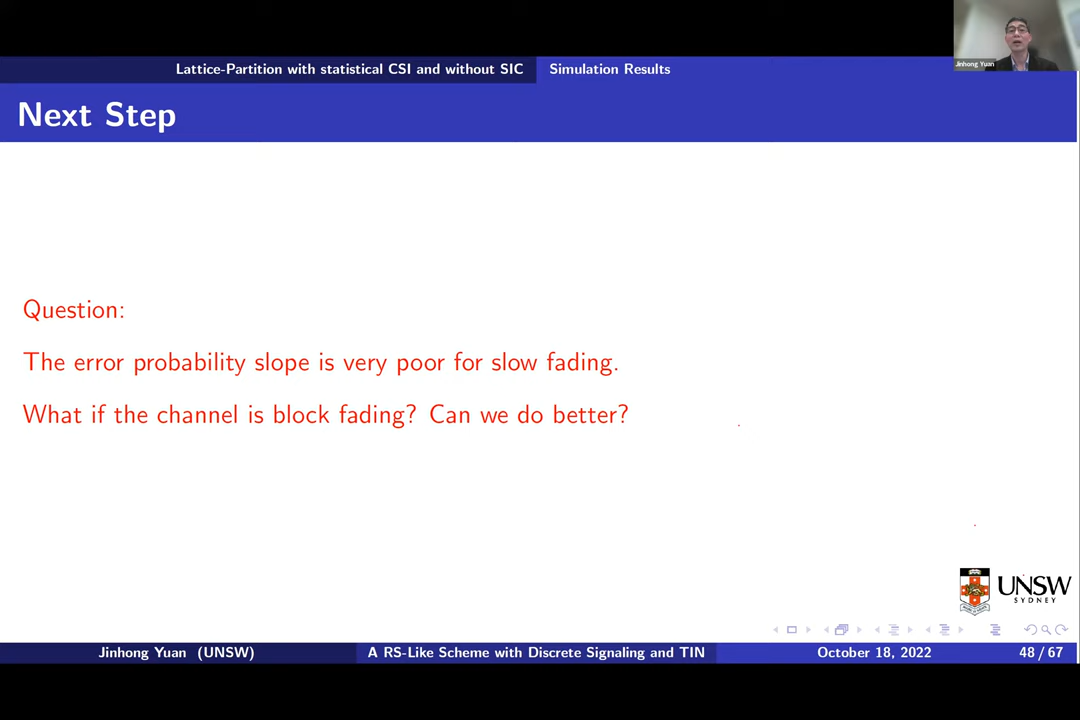 Jinhong Yuan
Lattice-Partition with statistical CSI and without SIC
Simulation Results
Next Step
Question:
The error probability slope is very poor for slow fading.
What if the channel is block fading? Can we do better?
UNSW
SYDNEY
Jinhong Yuan (UNSW)
A RS-Like Scheme with Discrete Signaling and TIN
October 18, 2022
48 / 67